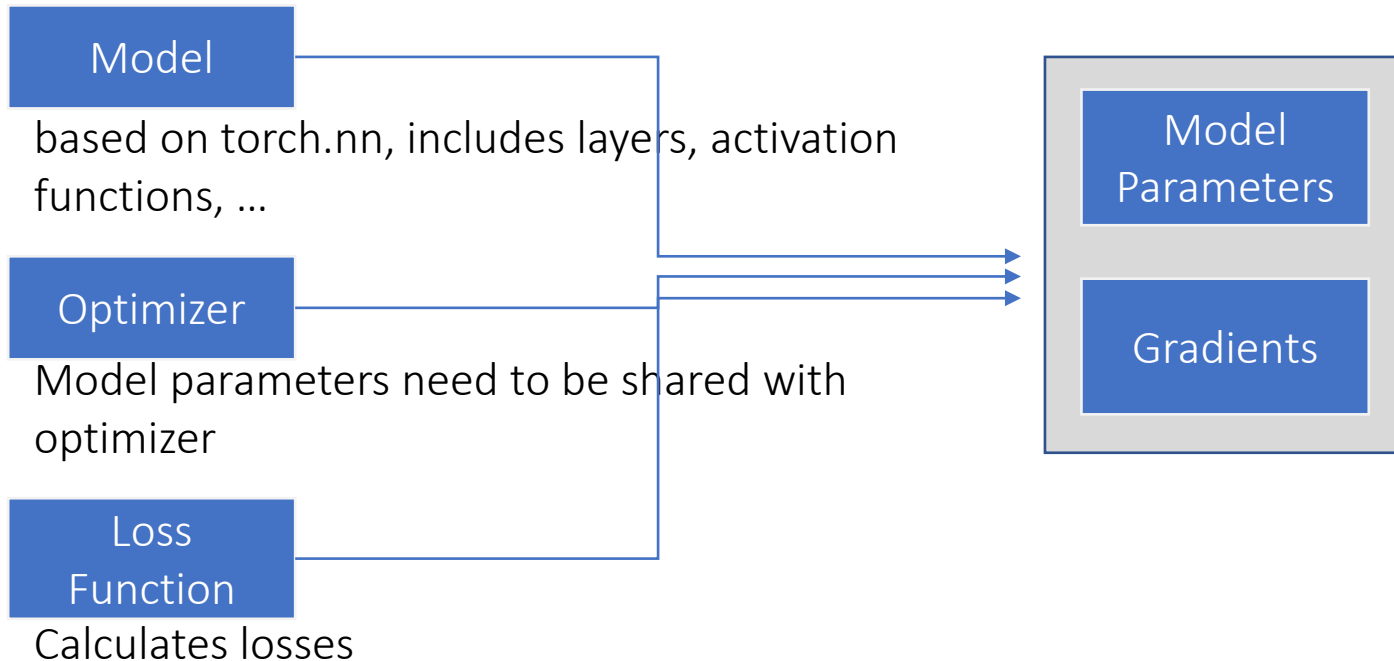 Model
based on torch.nn, includes layers, activation
functions, …
Optimizer
Model parameters need to be shared with
optimizer
Loss
Function
Calculates losses
Model
Parameters
Gradients